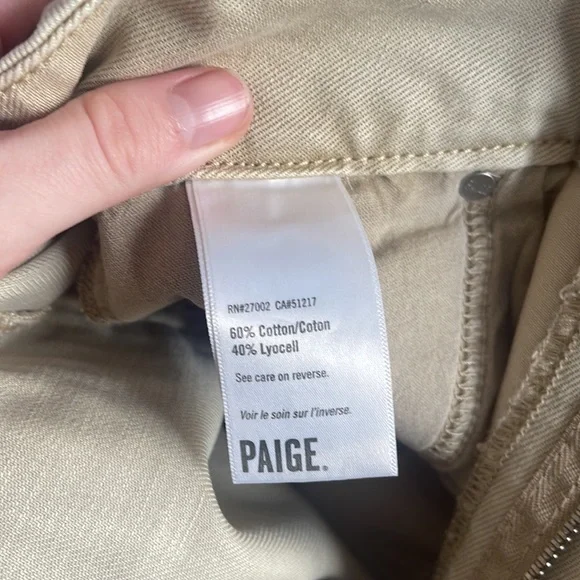 RN#27002 CA#51217
60% Cotton/Coton
40% Lyocell
See care on reverse.
Voir le soin sur l'inverse.
PAIGE.